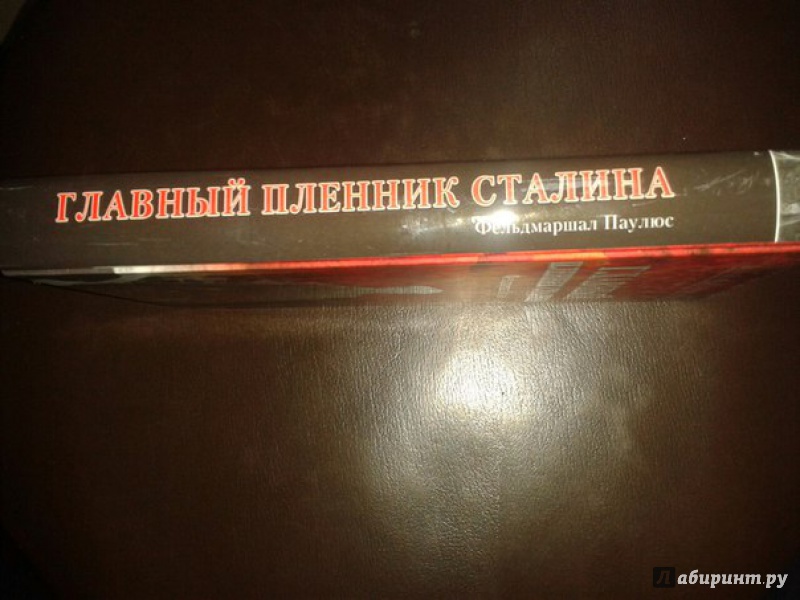 ГЛАВНЫЙ ПЛЕННИК СТАЛИНА
Фельдмаршал Паулюс
Лабиринт.ру